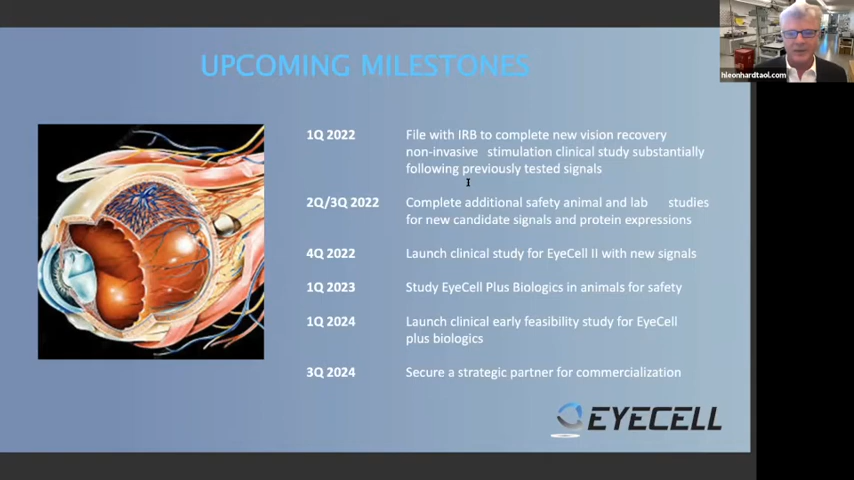 UPCOMING MILESTONES
hleonhardtaol.com
1Q 2022
File with IRB to complete new vision recovery
non-invasive stimulation clinical study substantially
following previously tested signals
2Q/3Q 2022
Complete additional safety animal and lab studies
for new candidate signals and protein expressions
4Q 2022
Launch clinical study for EyeCell II with new signals
1Q 2023
Study EyeCell Plus Biologics in animals for safety
1Q 2024
Launch clinical early feasibility study for EyeCell
plus biologics
3Q 2024
Secure a strategic partner for commercialization
EYECELL